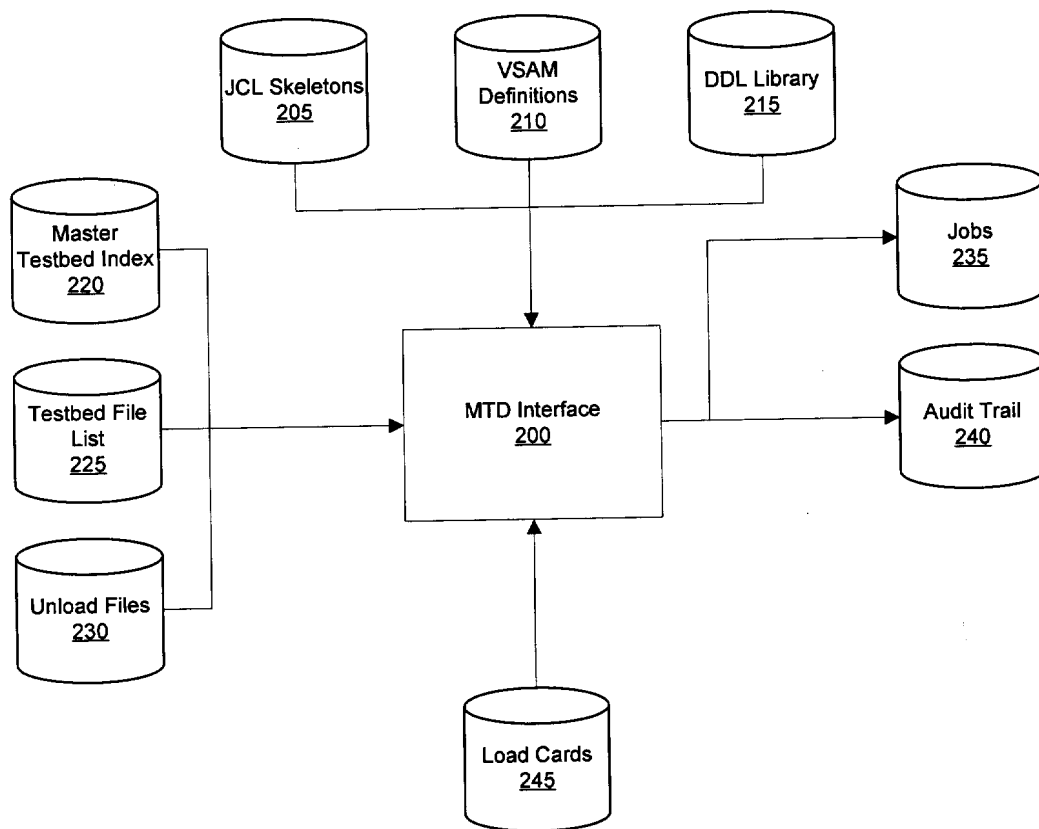 JCL Skeletons
205
VSAM
Definitions
210
DDL Library
215
Master
Testbed Index
220
Jobs
235
Testbed File
List
225
MTD Interface
200
Audit Trail
240
Unload Files
230
Load Cards
245